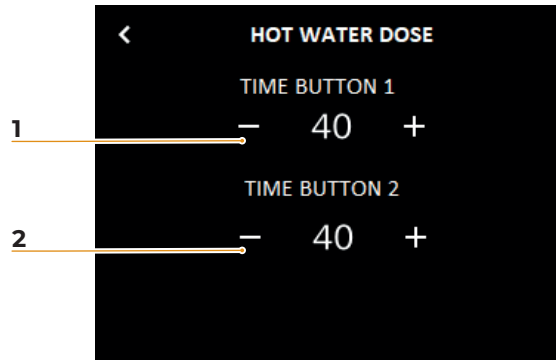 HOT WATER DOSE
TIME BUTTON 1
1
− 40 +
TIME BUTTON 2
2
− 40 +